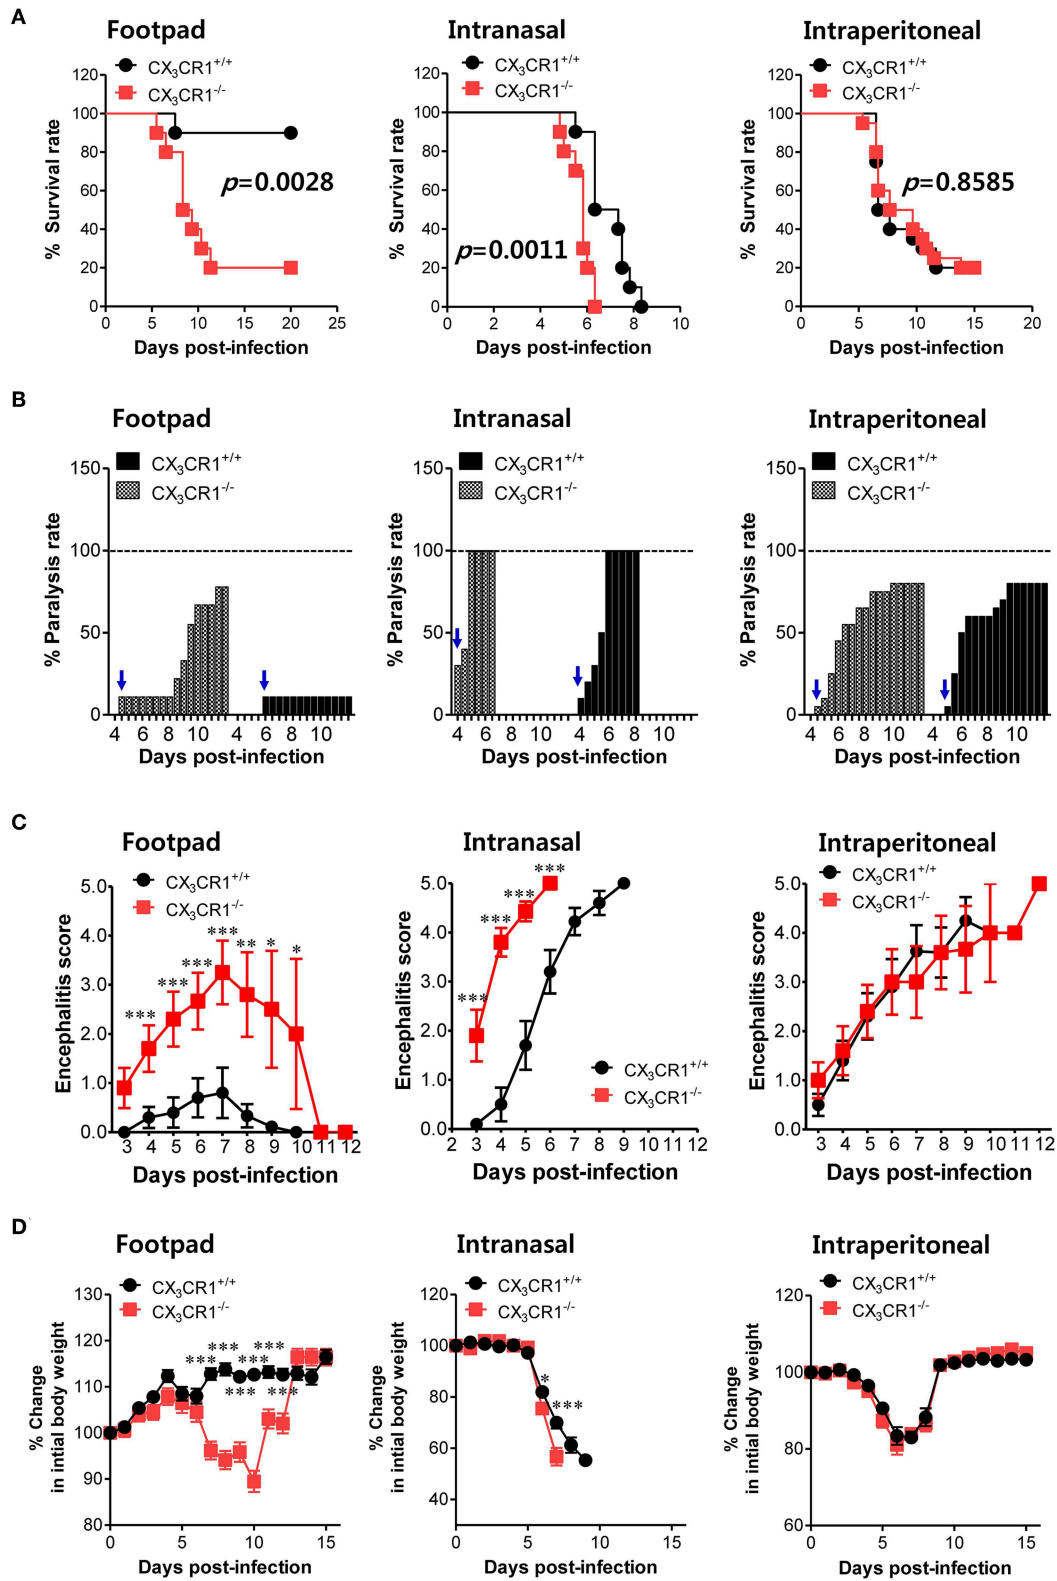 A
Footpad
CX3CR1+/+
CX3CR1-/-
% Survival rate
120
100
80
60
40
20
0
p=0.0028
0 5 10 15 20 25
Days post-infection
Intranasal
CX3CR1+/+
CX3CR1-/-
% Survival rate
120
100
80
60
40
20
0
p=0.0011
0 2 4 6 8 10
Days post-infection
Intraperitoneal
CX3CR1+/+
CX3CR1-/-
% Survival rate
120
100
80
60
40
20
0
p=0.8585
0 5 10 15 20
Days post-infection
B
Footpad
CX3CR1+/+
CX3CR1-/-
% Paralysis rate
150
100
50
0
4 6 8 10 4 6 8 10
Days post-infection
Intranasal
CX3CR1+/+
CX3CR1-/-
% Paralysis rate
150
100
50
0
4 6 8 10 4 6 8 10
Days post-infection
Intraperitoneal
CX3CR1+/+
CX3CR1-/-
% Paralysis rate
150
100
50
0
4 6 8 10 4 6 8 10
Days post-infection
C
Footpad
CX3CR1+/+
CX3CR1-/-
Encephalitis score
5.0
4.0
3.0
2.0
1.0
0.0
*** *** *** *** ** * *
3 4 5 6 7 8 9 10 11 12
Days post-infection
Intranasal
Encephalitis score
5.0
4.0
3.0
2.0
1.0
0.0
*** *** *** ***
CX3CR1+/+
CX3CR1-/-
2 3 4 5 6 7 8 9 10 11 12
Days post-infection
Intraperitoneal
CX3CR1+/+
CX3CR1-/-
Encephalitis score
5.0
4.0
3.0
2.0
1.0
0.0
3 4 5 6 7 8 9 10 11 12
Days post-infection
D
Footpad
CX3CR1+/+
CX3CR1-/-
% Change
in intial body weight
130
120
110
100
90
80
*** *** *** *** *** ***
0 5 10 15
Days post-infection
Intranasal
CX3CR1+/+
CX3CR1-/-
% Change
in intial body weight
120
100
80
60
40
* ***
0 5 10 15
Days post-infection
Intraperitoneal
CX3CR1+/+
CX3CR1-/-
% Change
in intial body weight
120
100
80
60
0 5 10 15
Days post-infection